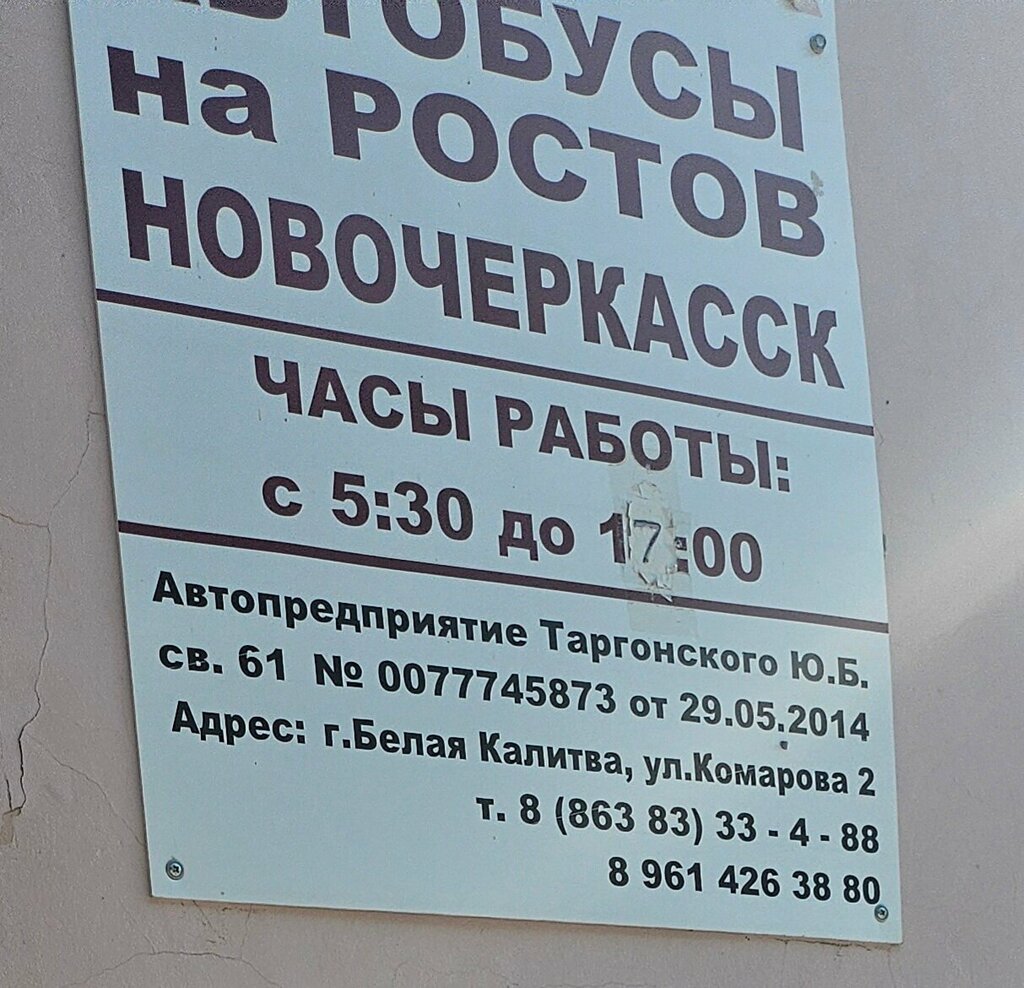 АВТОБУСЫ
на РОСТОВ
НОВОЧЕРКАССК
ЧАСЫ РАБОТЫ:
с 5:30 до 17:00
Автопредприятие Таргонского Ю.Б.
св. 61 № 0077745873 от 29.05.2014
Адрес: г.Белая Калитва, ул.Комарова 2
т. 8 (863 83) 33 - 4 - 88
8 961 426 38 80